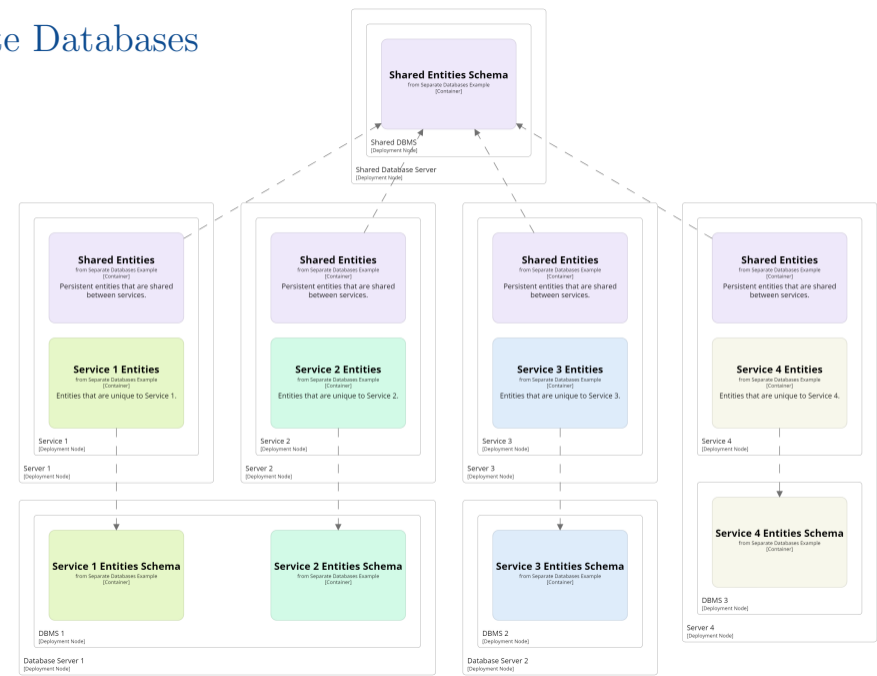 te Databases
Shared Entities Schema
from Separate Databases Example
[Container]
Shared DBMS
[Deployment Node]
Shared Database Server
[Deployment Node]
Shared Entities
from Separate Databases Example
[Container]
Persistent entities that are shared
between services.
Service 1 Entities
from Separate Databases Example
[Container]
Entities that are unique to Service 1.
Service 1
[Deployment Node]
Server 1
[Deployment Node]
Shared Entities
from Separate Databases Example
[Container]
Persistent entities that are shared
between services.
Service 2 Entities
from Separate Databases Example
[Container]
Entities that are unique to Service 2.
Service 2
[Deployment Node]
Server 2
[Deployment Node]
Shared Entities
from Separate Databases Example
[Container]
Persistent entities that are shared
between services.
Service 3 Entities
from Separate Databases Example
[Container]
Entities that are unique to Service 3.
Service 3
[Deployment Node]
Server 3
[Deployment Node]
Shared Entities
from Separate Databases Example
[Container]
Persistent entities that are shared
between services.
Service 4 Entities
from Separate Databases Example
[Container]
Entities that are unique to Service 4.
Service 4
[Deployment Node]
Service 1 Entities Schema
from Separate Databases Example
[Container]
Service 2 Entities Schema
from Separate Databases Example
[Container]
DBMS 1
[Deployment Node]
Database Server 1
[Deployment Node]
Service 3 Entities Schema
from Separate Databases Example
[Container]
DBMS 2
[Deployment Node]
Database Server 2
[Deployment Node]
Service 4 Entities Schema
from Separate Databases Example
[Container]
DBMS 3
[Deployment Node]
Server 4
[Deployment Node]